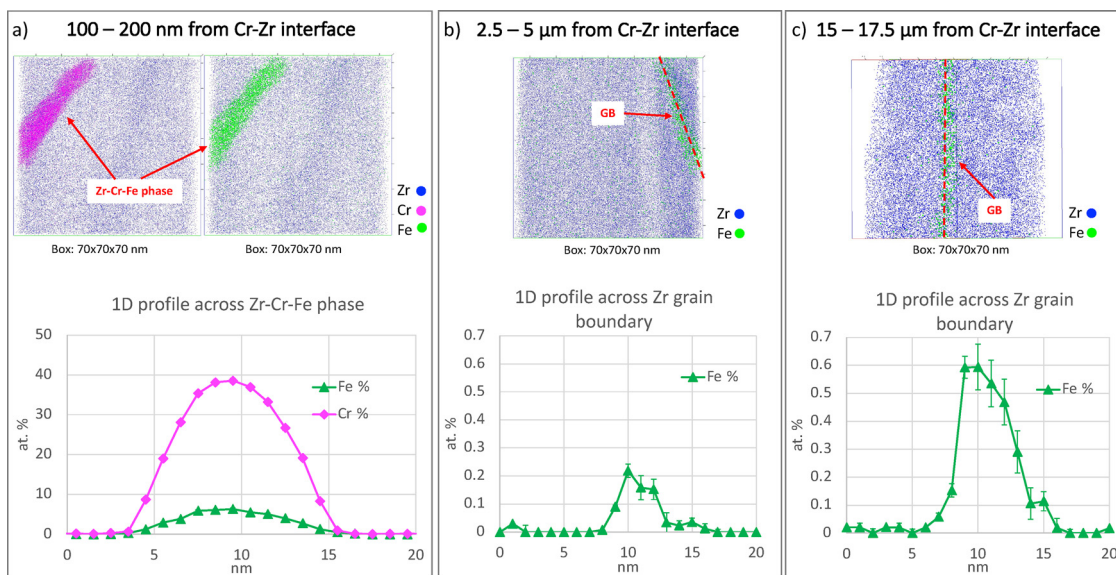 a) 100 – 200 nm from Cr-Zr interface
Zr-Cr-Fe phase
Zr
Cr
Fe
Box: 70x70x70 nm
Box: 70x70x70 nm
1D profile across Zr-Cr-Fe phase
50
40
30
20
10
0
at. %
Fe %
Cr %
0 5 10 15 20
nm
b) 2.5 – 5 µm from Cr-Zr interface
GB
Zr
Fe
Box: 70x70x70 nm
1D profile across Zr grain
boundary
0.7
0.6
0.5
0.4
0.3
0.2
0.1
0
at. %
Fe %
0 5 10 15 20
nm
c) 15 – 17.5 µm from Cr-Zr interface
GB
Zr
Fe
Box: 70x70x70 nm
1D profile across Zr grain
boundary
0.7
0.6
0.5
0.4
0.3
0.2
0.1
0
at. %
Fe %
0 5 10 15 20
nm